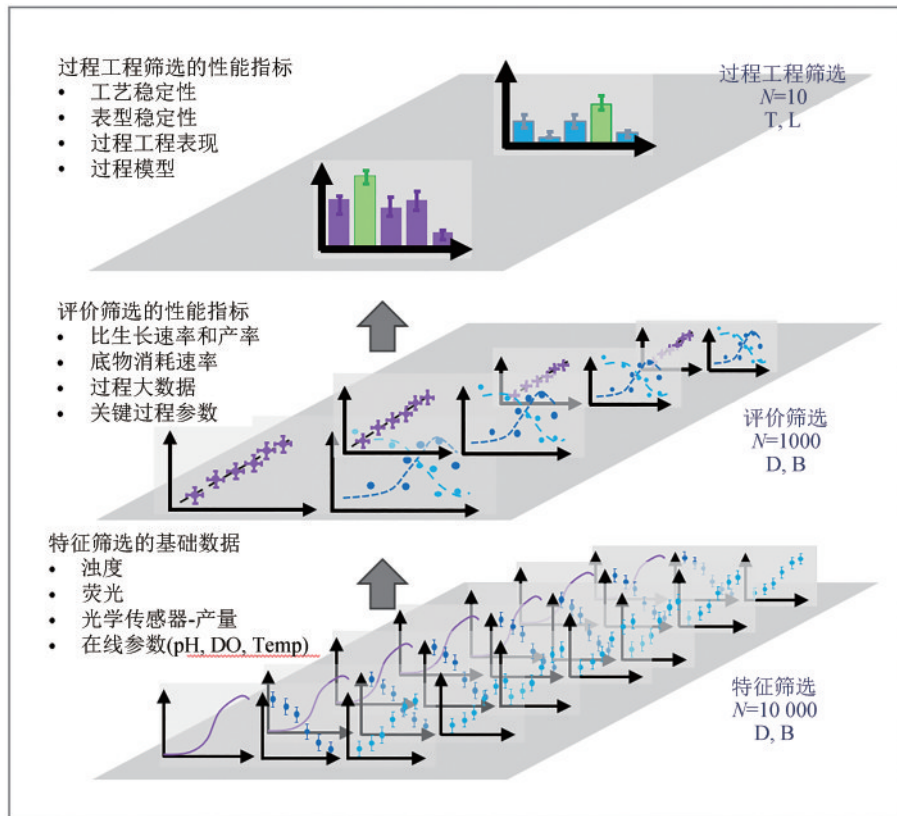 过程工程筛选的性能指标
• 工艺稳定性
• 表型稳定性
• 过程工程表现
• 过程模型
过程工程筛选
N=10
T, L
评价筛选的性能指标
• 比生长速率和产率
• 底物消耗速率
• 过程大数据
• 关键过程参数
评价筛选
N=1000
D, B
特征筛选的基础数据
• 浊度
• 荧光
• 光学传感器-产量
• 在线参数(pH, DO, Temp)
特征筛选
N=10 000
D, B